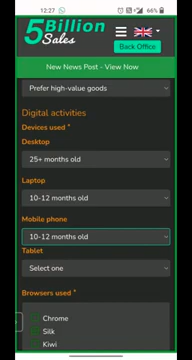 12:27
66%
5Billion
Sales
Back Office
New News Post - View Now
Prefer high-value goods
Digital activities
Devices used *
Desktop
25+ months old
Laptop
10-12 months old
Mobile phone
10-12 months old
Tablet
Select one
Browsers used *
Chrome
Silk
Kiwi